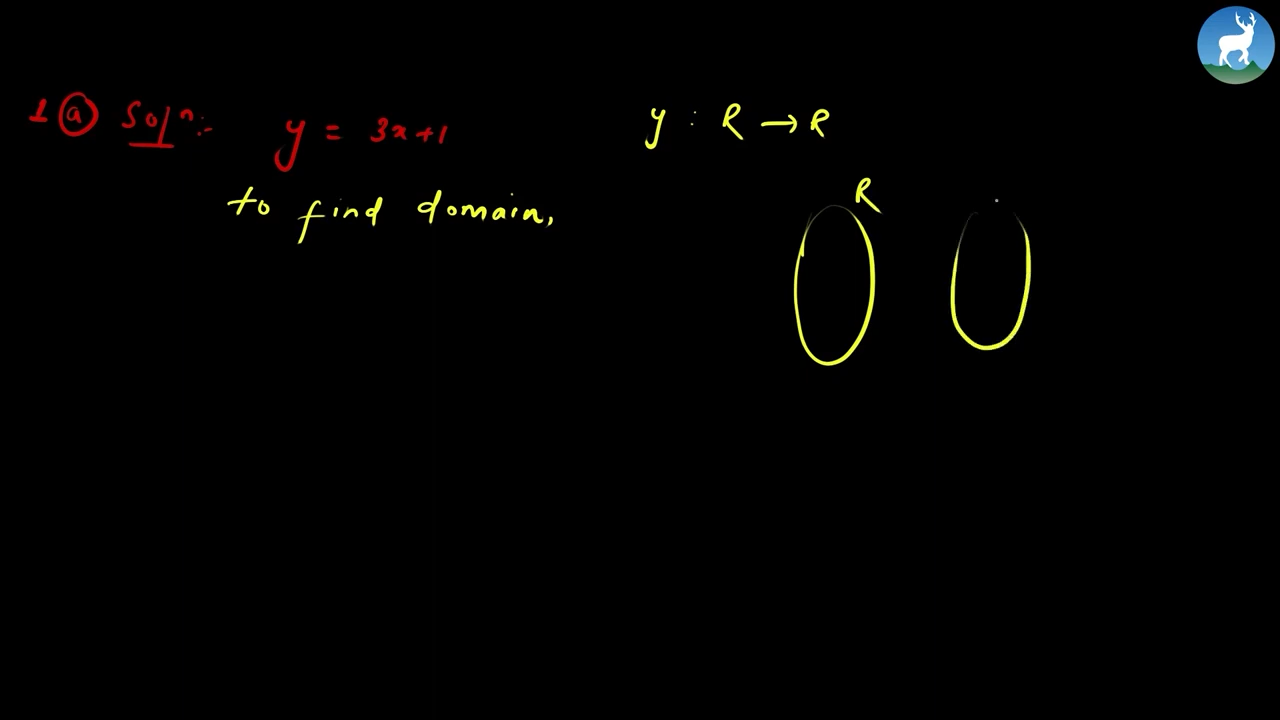 1 (a) Solⁿ:- y = 3x+1
to find domain,
y : R → R
R